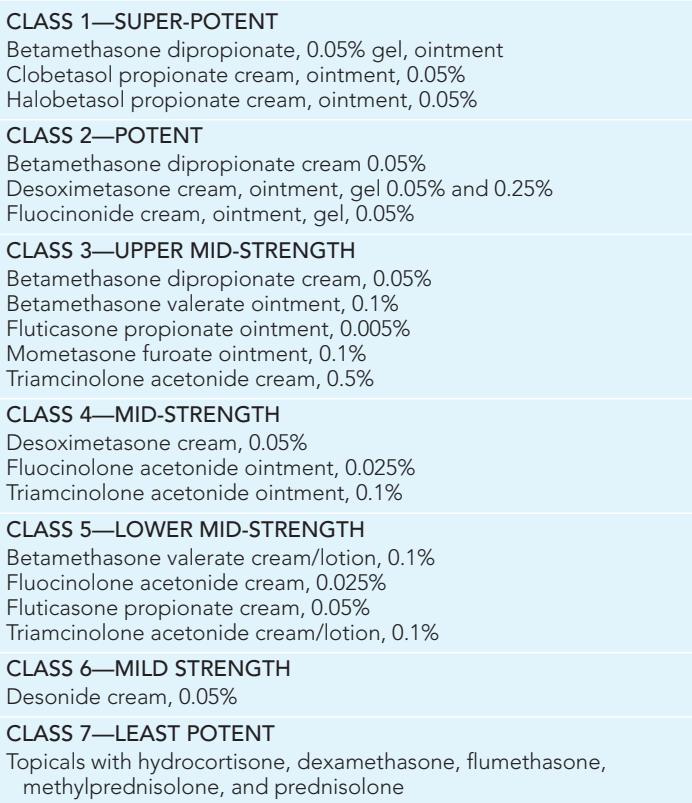 CLASS 1—SUPER-POTENT
Betamethasone dipropionate, 0.05% gel, ointment
Clobetasol propionate cream, ointment, 0.05%
Halobetasol propionate cream, ointment, 0.05%
CLASS 2—POTENT
Betamethasone dipropionate cream 0.05%
Desoximetasone cream, ointment, gel 0.05% and 0.25%
Fluocinonide cream, ointment, gel, 0.05%
CLASS 3—UPPER MID-STRENGTH
Betamethasone dipropionate cream, 0.05%
Betamethasone valerate ointment, 0.1%
Fluticasone propionate ointment, 0.005%
Mometasone furoate ointment, 0.1%
Triamcinolone acetonide cream, 0.5%
CLASS 4—MID-STRENGTH
Desoximetasone cream, 0.05%
Fluocinolone acetonide ointment, 0.025%
Triamcinolone acetonide ointment, 0.1%
CLASS 5—LOWER MID-STRENGTH
Betamethasone valerate cream/lotion, 0.1%
Fluocinolone acetonide cream, 0.025%
Fluticasone propionate cream, 0.05%
Triamcinolone acetonide cream/lotion, 0.1%
CLASS 6—MILD STRENGTH
Desonide cream, 0.05%
CLASS 7—LEAST POTENT
Topicals with hydrocortisone, dexamethasone, flumethasone,
methylprednisolone, and prednisolone